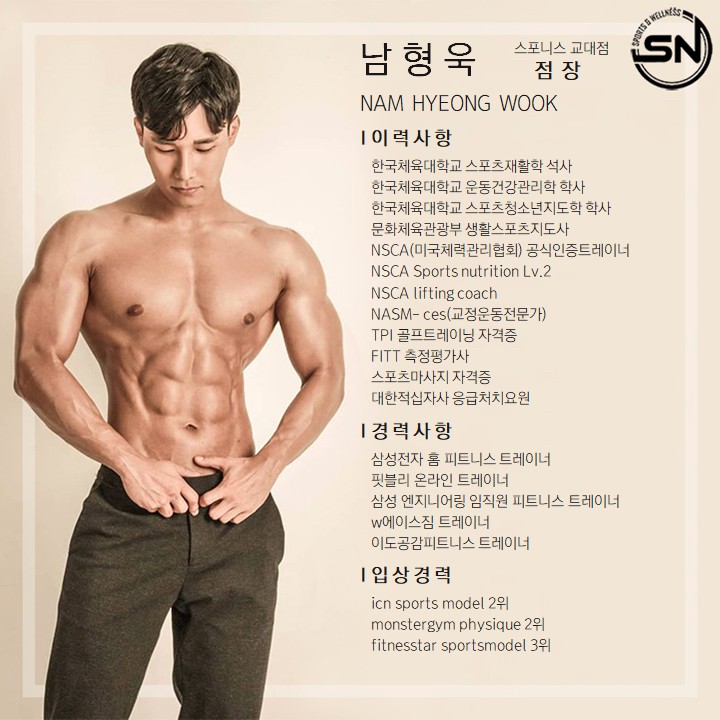 남형욱
스포니스 교대점
점장
SPORTS & WELLNESS
SN
NAM HYEONG WOOK
I 이력사항
한국체육대학교 스포츠재활학 석사
한국체육대학교 운동건강관리학 학사
한국체육대학교 스포츠청소년지도학 학사
문화체육관광부 생활스포츠지도사
NSCA(미국체력관리협회) 공식인증트레이너
NSCA Sports nutrition Lv.2
NSCA lifting coach
NASM- ces(교정운동전문가)
TPI 골프트레이닝 자격증
FITT 측정평가사
스포츠마사지 자격증
대한적십자사 응급처치요원
I 경력사항
삼성전자 홈 피트니스 트레이너
핏블리 온라인 트레이너
삼성 엔지니어링 임직원 피트니스 트레이너
w에이스짐 트레이너
이도공감피트니스 트레이너
I 입상경력
icn sports model 2위
monstergym physique 2위
fitnesstar sportsmodel 3위